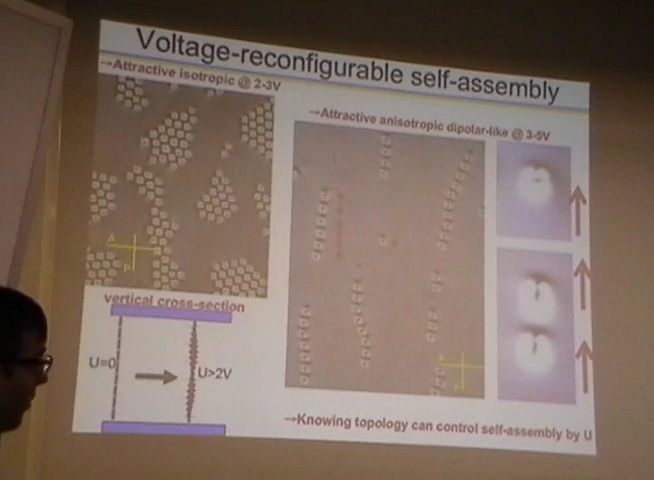 Voltage-reconfigurable self-assembly
→Attractive isotropic @ 2-3V
→Attractive anisotropic dipolar-like @ 3-5V
A
P
A
P
vertical cross-section
U=0
U>2V
→Knowing topology can control self-assembly by U